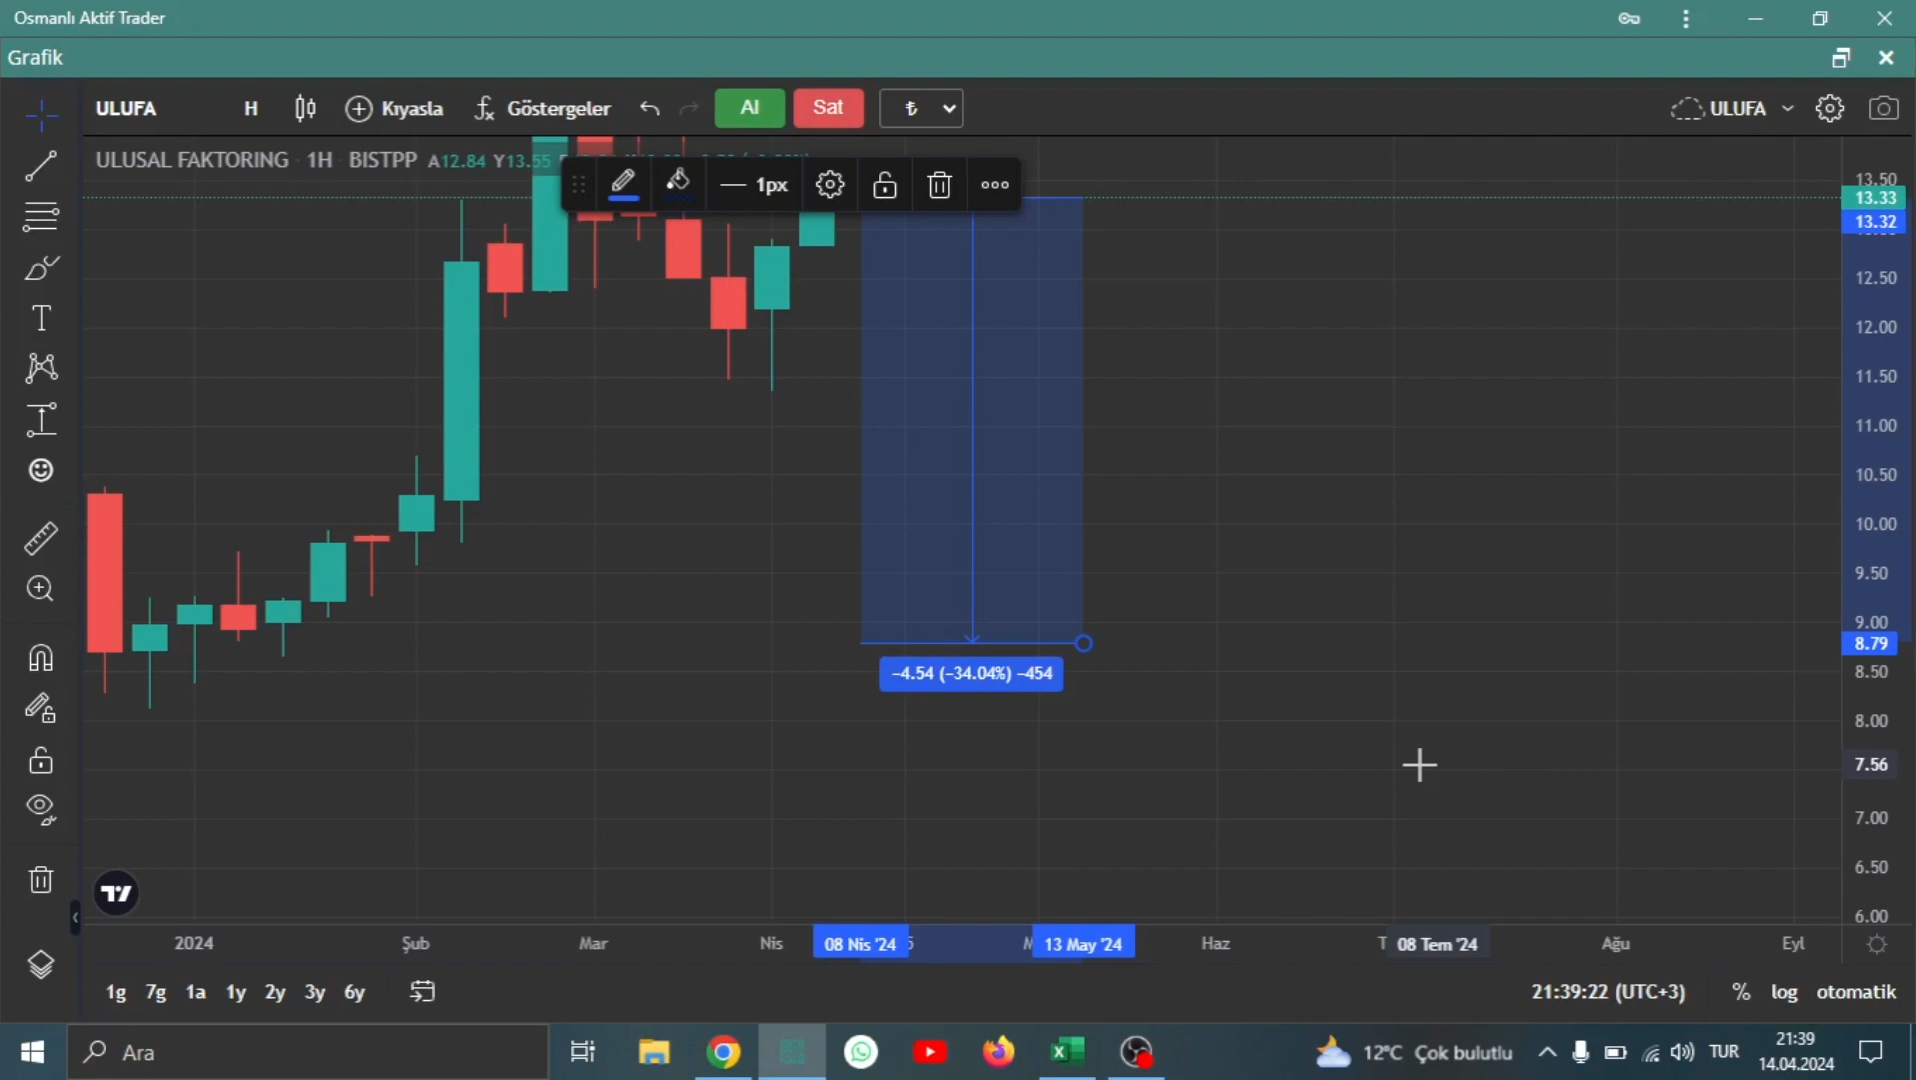 Osmanlı Aktif Trader
Grafik
ULUFA H Kıyasla Göstergeler Al Sat ₺ ULUFA
ULUSAL FAKTORING 1H BISTPP A12.84 Y13.55
1px
13.50
13.33
13.32
12.50
12.00
11.50
11.00
10.50
10.00
9.50
9.00
8.79
8.50
8.00
7.56
7.00
6.50
6.00
−4.54 (−34.04%) −454
2024 Şub Mar Nis 08 Nis '24 13 May '24 Haz 08 Tem '24 Ağu Eyl
1g 7g 1a 1y 2y 3y 6y 21:39:22 (UTC+3) % log otomatik
Ara 12°C Çok bulutlu TUR 21:39
14.04.2024